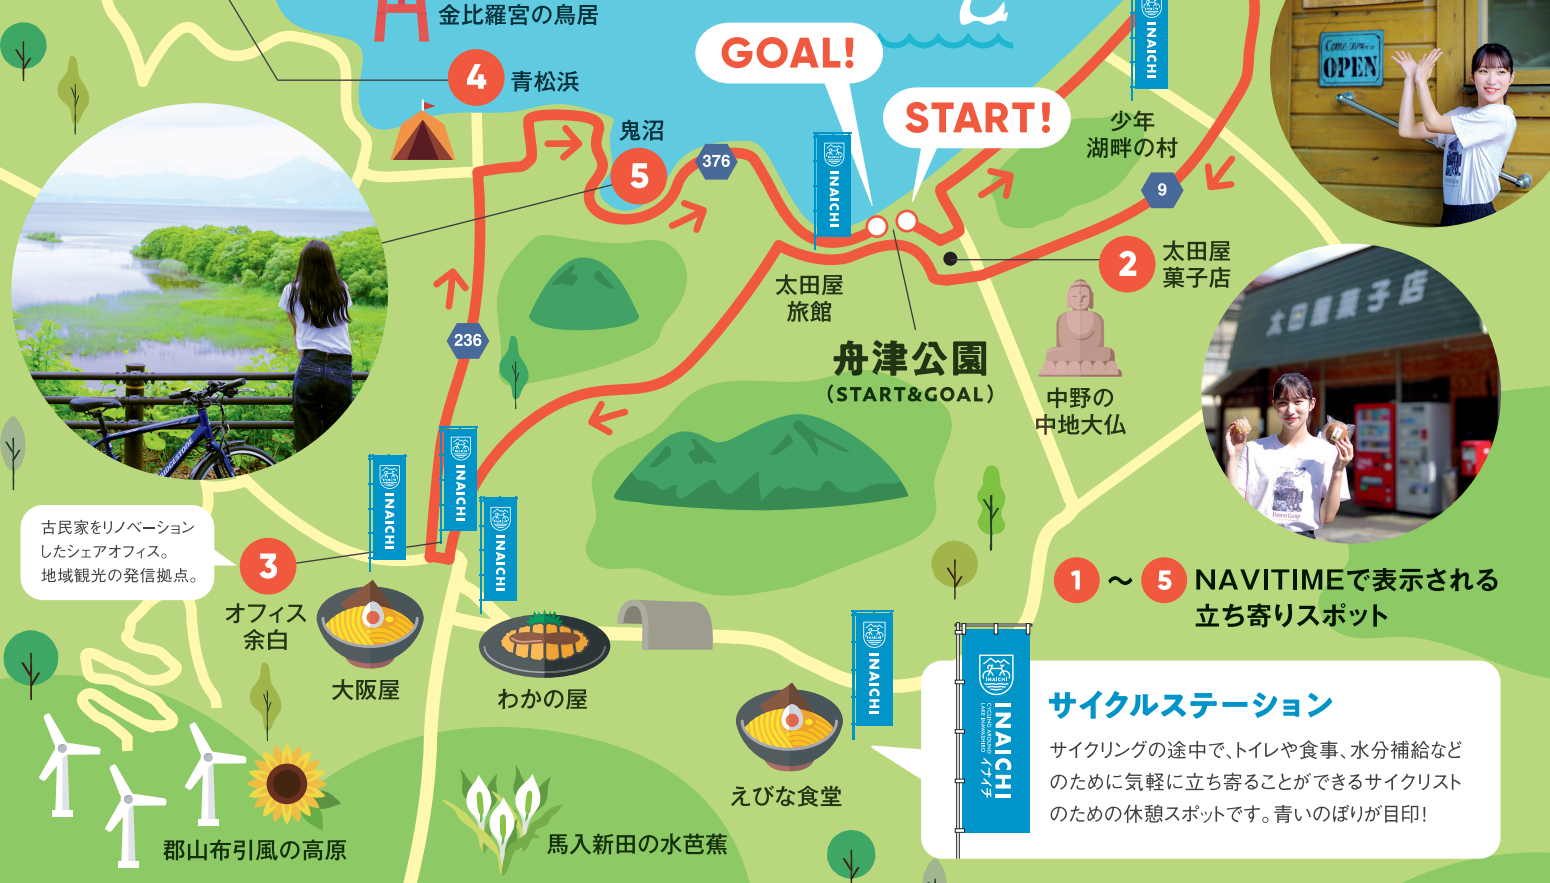 金比羅宮の鳥居
4
青松浜
GOAL!
START!
INAICHI
少年
湖畔の村
Come now in
OPEN
鬼沼
5
376
INAICHI
9
2
太田屋
菓子店
太田屋
旅館
舟津公園
(START&GOAL)
中野の
中地大仏
太田屋菓子店
236
BRIDGESTONE
INAICHI
INAICHI
INAICHI
古民家をリノベーション
したシェアオフィス。
地域観光の発信拠点。
3
オフィス
余白
大阪屋
わかの屋
INAICHI
えびな食堂
郡山布引風の高原
馬入新田の水芭蕉
1～5 NAVITIMEで表示される
立ち寄りスポット
INAICHI
INAICHI
CYCLING AROUND
LAKE INAWASHIRO
イナイチ
サイクルステーション
サイクリングの途中で、トイレや食事、水分補給など
のために気軽に立ち寄ることができるサイクリスト
のための休憩スポットです。青いのぼりが目印!